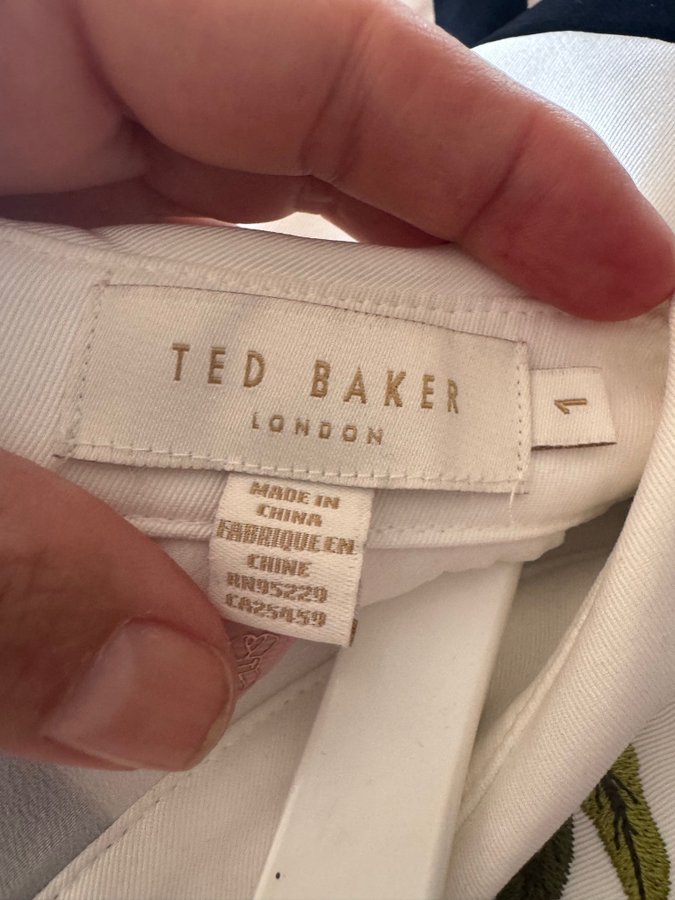 TED BAKER
LONDON
1
MADE IN
CHINA
FABRIQUE EN
CHINE
RN95229
CA25459